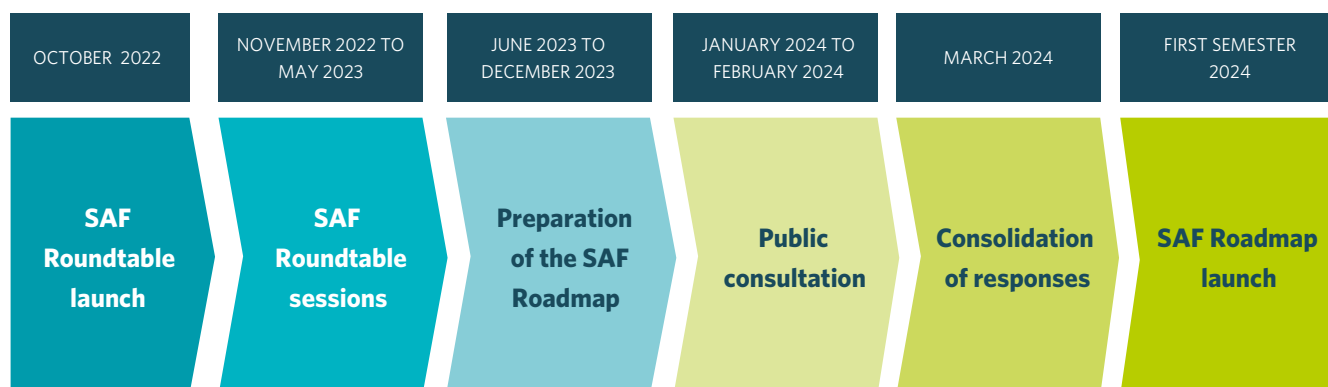 OCTOBER 2022
NOVEMBER 2022 TO
MAY 2023
JUNE 2023 TO
DECEMBER 2023
JANUARY 2024 TO
FEBRUARY 2024
MARCH 2024
FIRST SEMESTER
2024
SAF
Roundtable
launch
SAF
Roundtable
sessions
Preparation
of the SAF
Roadmap
Public
consultation
Consolidation
of responses
SAF Roadmap
launch